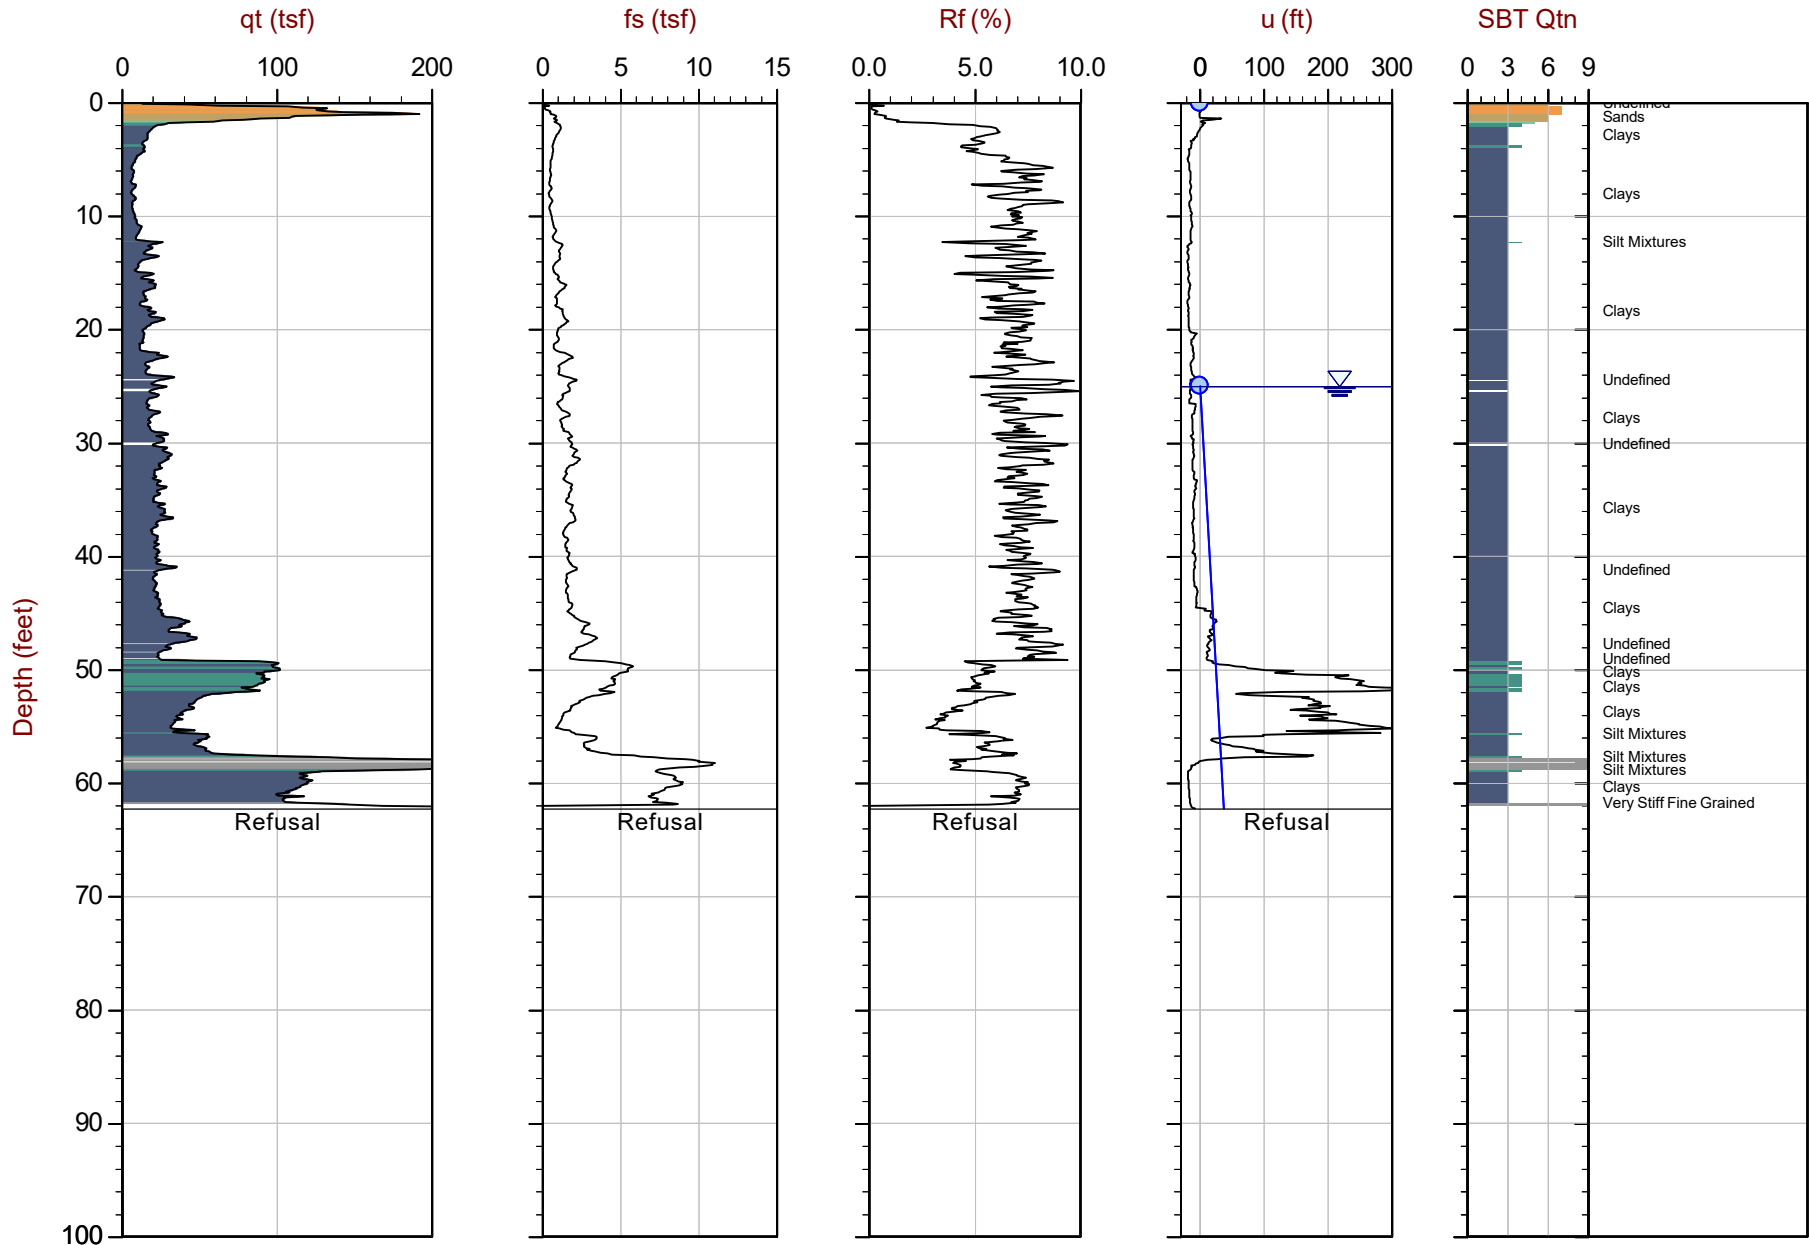 qt (tsf) fs (tsf) Rf (%) u (ft) SBT Qtn
0 100 200 0 5 10 15 0.0 5.0 10.0 0 100 200 300 0 3 6 9
0
Undefined
Sands
Clays
Clays
10
Silt Mixtures
Clays
20
Undefined
Clays
30
Undefined
Clays
40
Undefined
Clays
Undefined
Undefined
50
Clays
Clays
Depth (feet)
Clays
Silt Mixtures
Silt Mixtures
Silt Mixtures
60
Clays
Very Stiff Fine Grained
Refusal Refusal Refusal Refusal
70
80
90
100